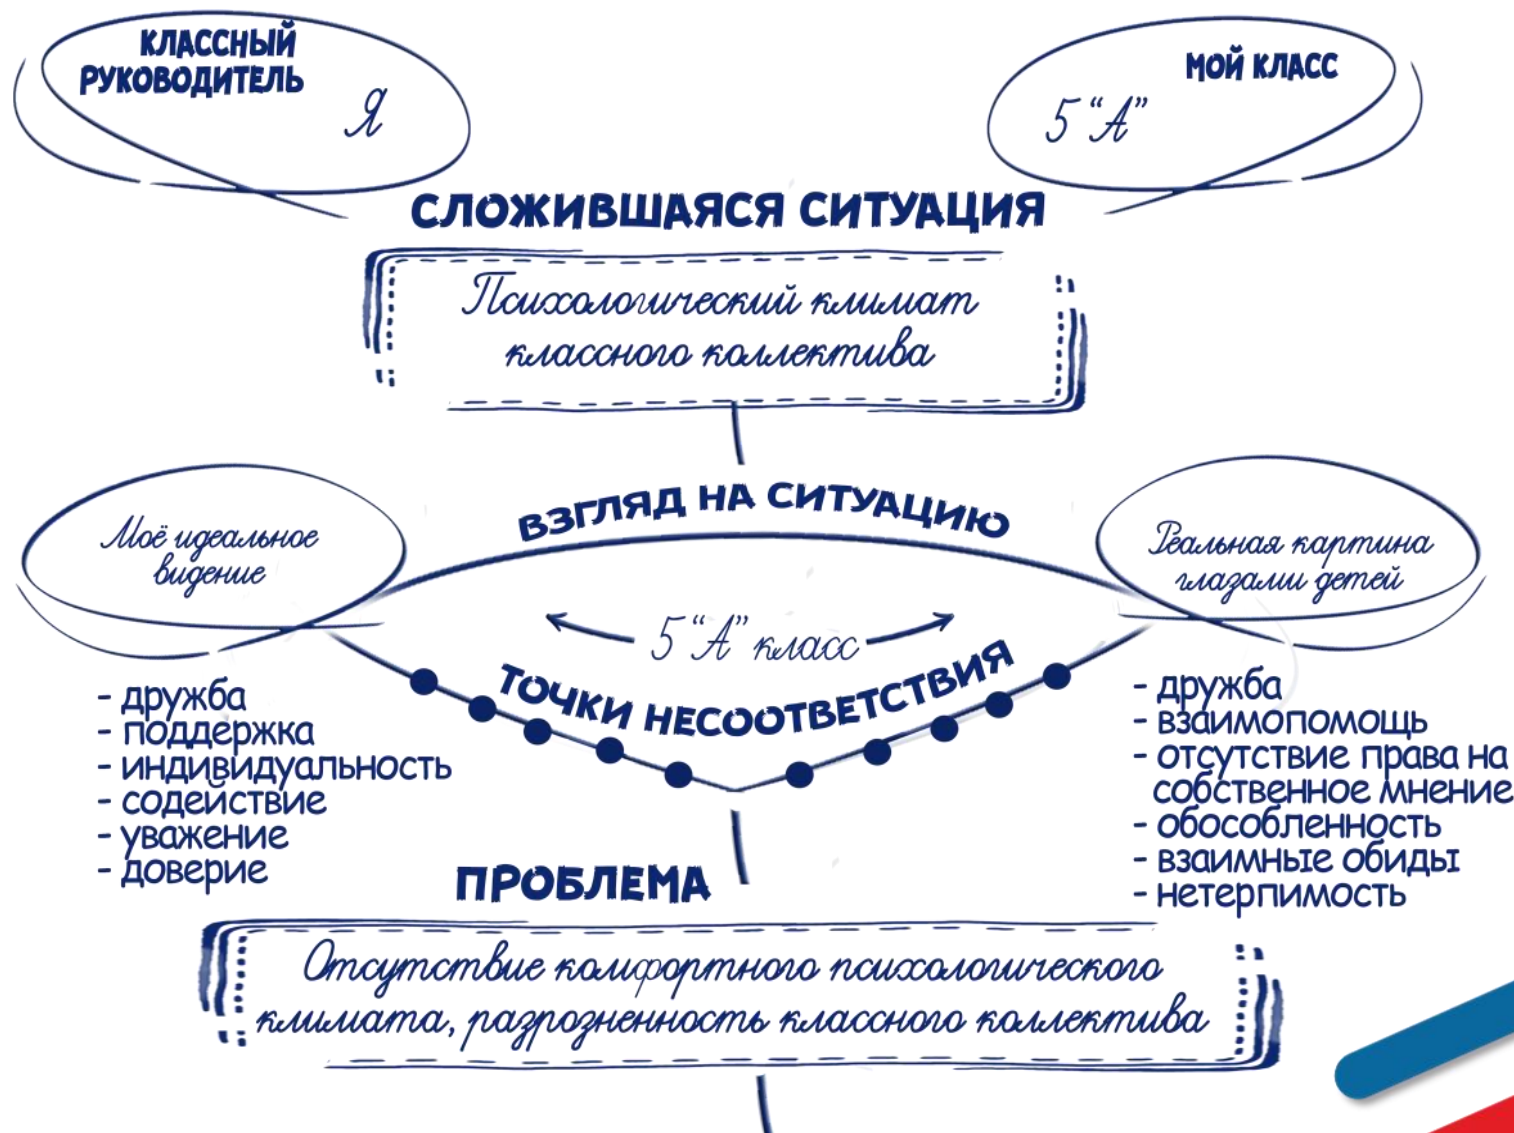 КЛАССНЫЙ
РУКОВОДИТЕЛЬ
Я
МОЙ КЛАСС
5 “А”
СЛОЖИВШАЯСЯ СИТУАЦИЯ
Психологический климат
классного коллектива
ВЗГЛЯД НА СИТУАЦИЮ
Моё идеальное
видение
Реальная картина
глазами детей
5 “А” класс
ТОЧКИ НЕСООТВЕТСТВИЯ
- дружба
- поддержка
- индивидуальность
- содействие
- уважение
- доверие
- дружба
- взаимопомощь
- отсутствие права на
собственное мнение
- обособленность
- взаимные обиды
- нетерпимость
ПРОБЛЕМА
Отсутствие комфортного психологического
климата, разрозненность классного коллектива